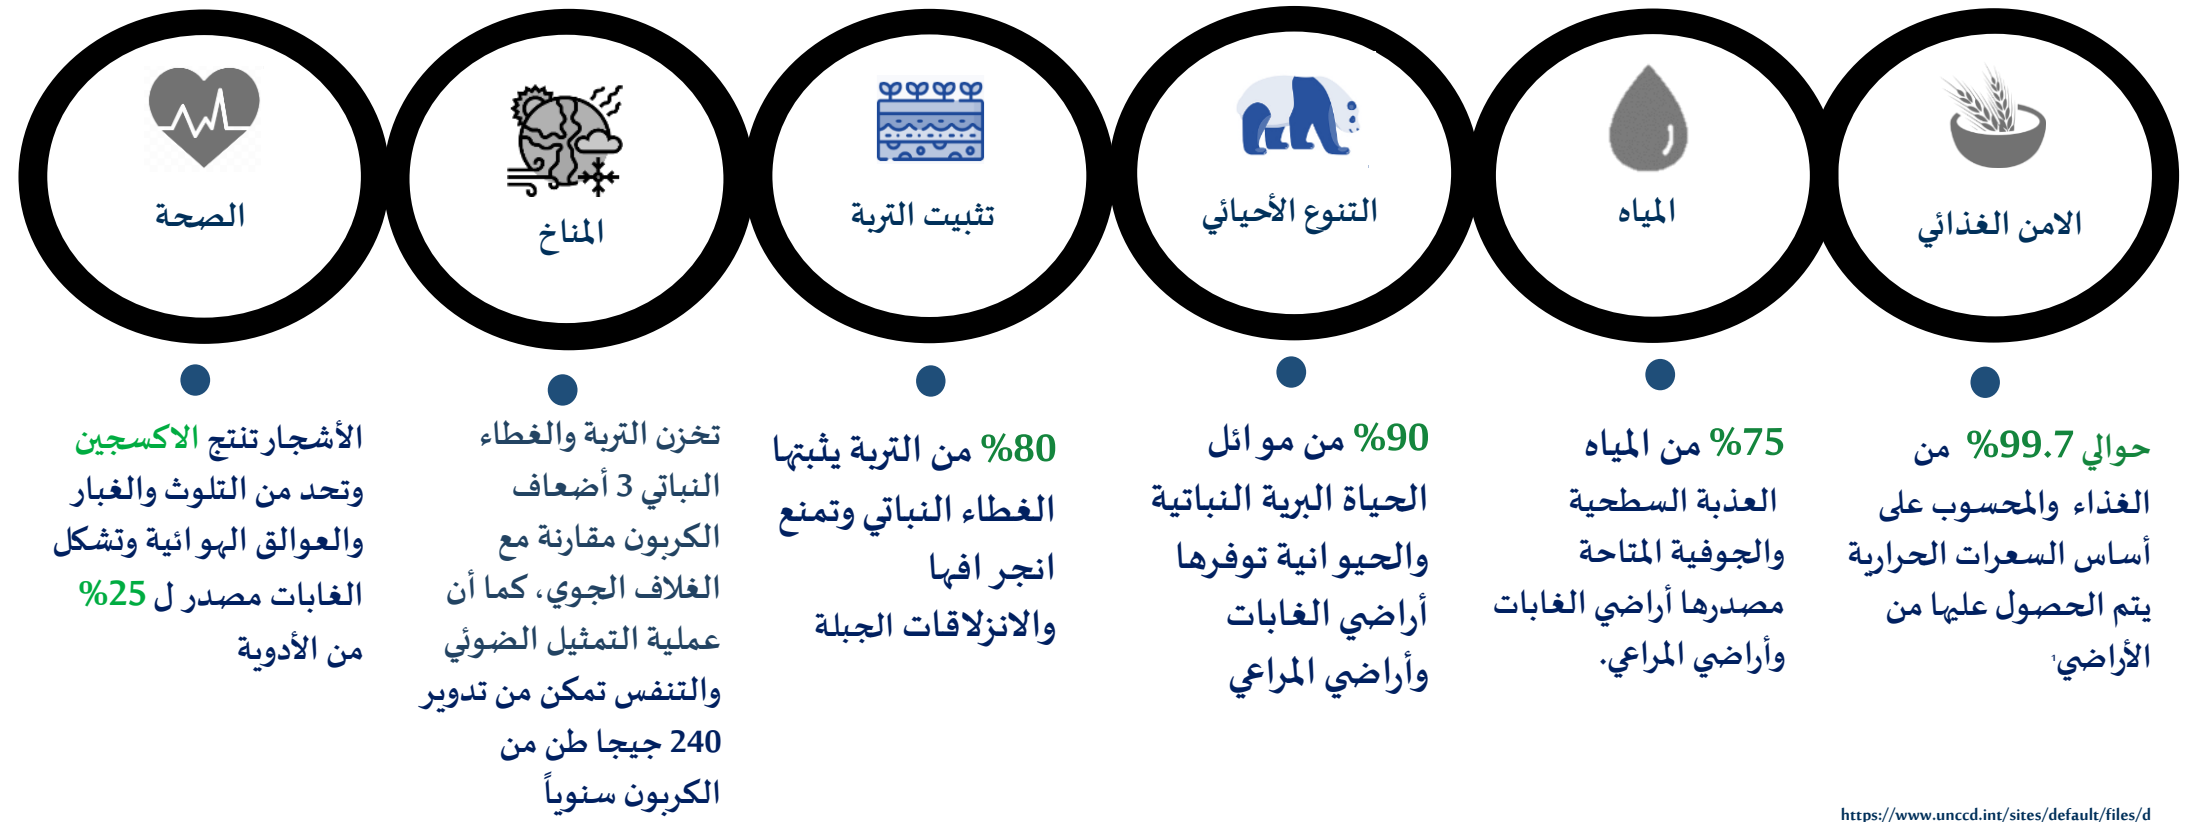 الامن الغذائي
حوالي 99.7% من
الغذاء والمحسوب على
أساس السعرات الحرارية
يتم الحصول عليها من
الأراضي¹
المياه
75% من المياه
العذبة السطحية
والجوفية المتاحة
مصدرها أراضي الغابات
وأراضي المراعي.
التنوع الأحيائي
90% من موائل
الحياة البرية النباتية
والحيوانية توفرها
أراضي الغابات
وأراضي المراعي
تثبيت التربة
80% من التربة يثبتها
الغطاء النباتي وتمنع
انجرافها
والانزلاقات الجبلة
المناخ
تخزن التربة والغطاء
النباتي 3 أضعاف
الكربون مقارنة مع
الغلاف الجوي، كما أن
عملية التمثيل الضوئي
والتنفس تمكن من تدوير
240 جيجا طن من
الكربون سنوياً
الصحة
الأشجار تنتج الاكسجين
وتحد من التلوث والغبار
والعوالق الهوائية وتشكل
الغابات مصدر ل 25%
من الأدوية
https://www.unccd.int/sites/default/files/d